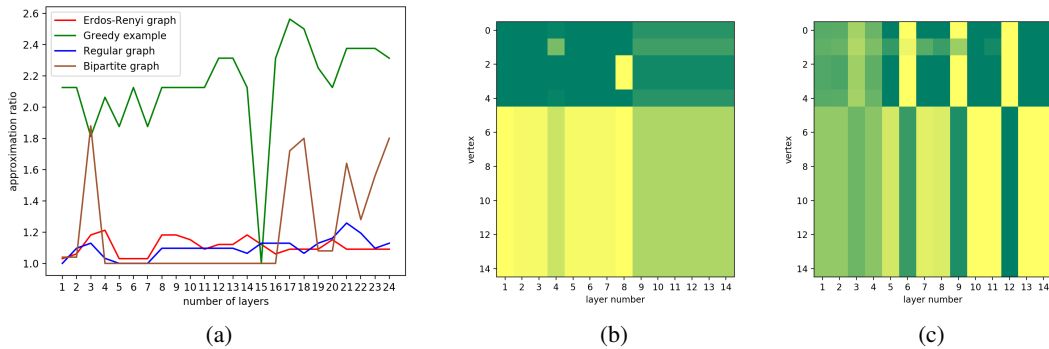 2.6
2.4
2.2
2.0
1.8
1.6
1.4
1.2
1.0
approximation ratio
Erdos-Renyi graph
Greedy example
Regular graph
Bipartite graph
1 2 3 4 5 6 7 8 9 10 11 12 13 14 15 16 17 18 19 20 21 22 23 24
number of layers
(a)
0
2
4
6
8
10
12
14
vertex
1 2 3 4 5 6 7 8 9 10 11 12 13 14
layer number
(b)
0
2
4
6
8
10
12
14
vertex
1 2 3 4 5 6 7 8 9 10 11 12 13 14
layer number
(c)